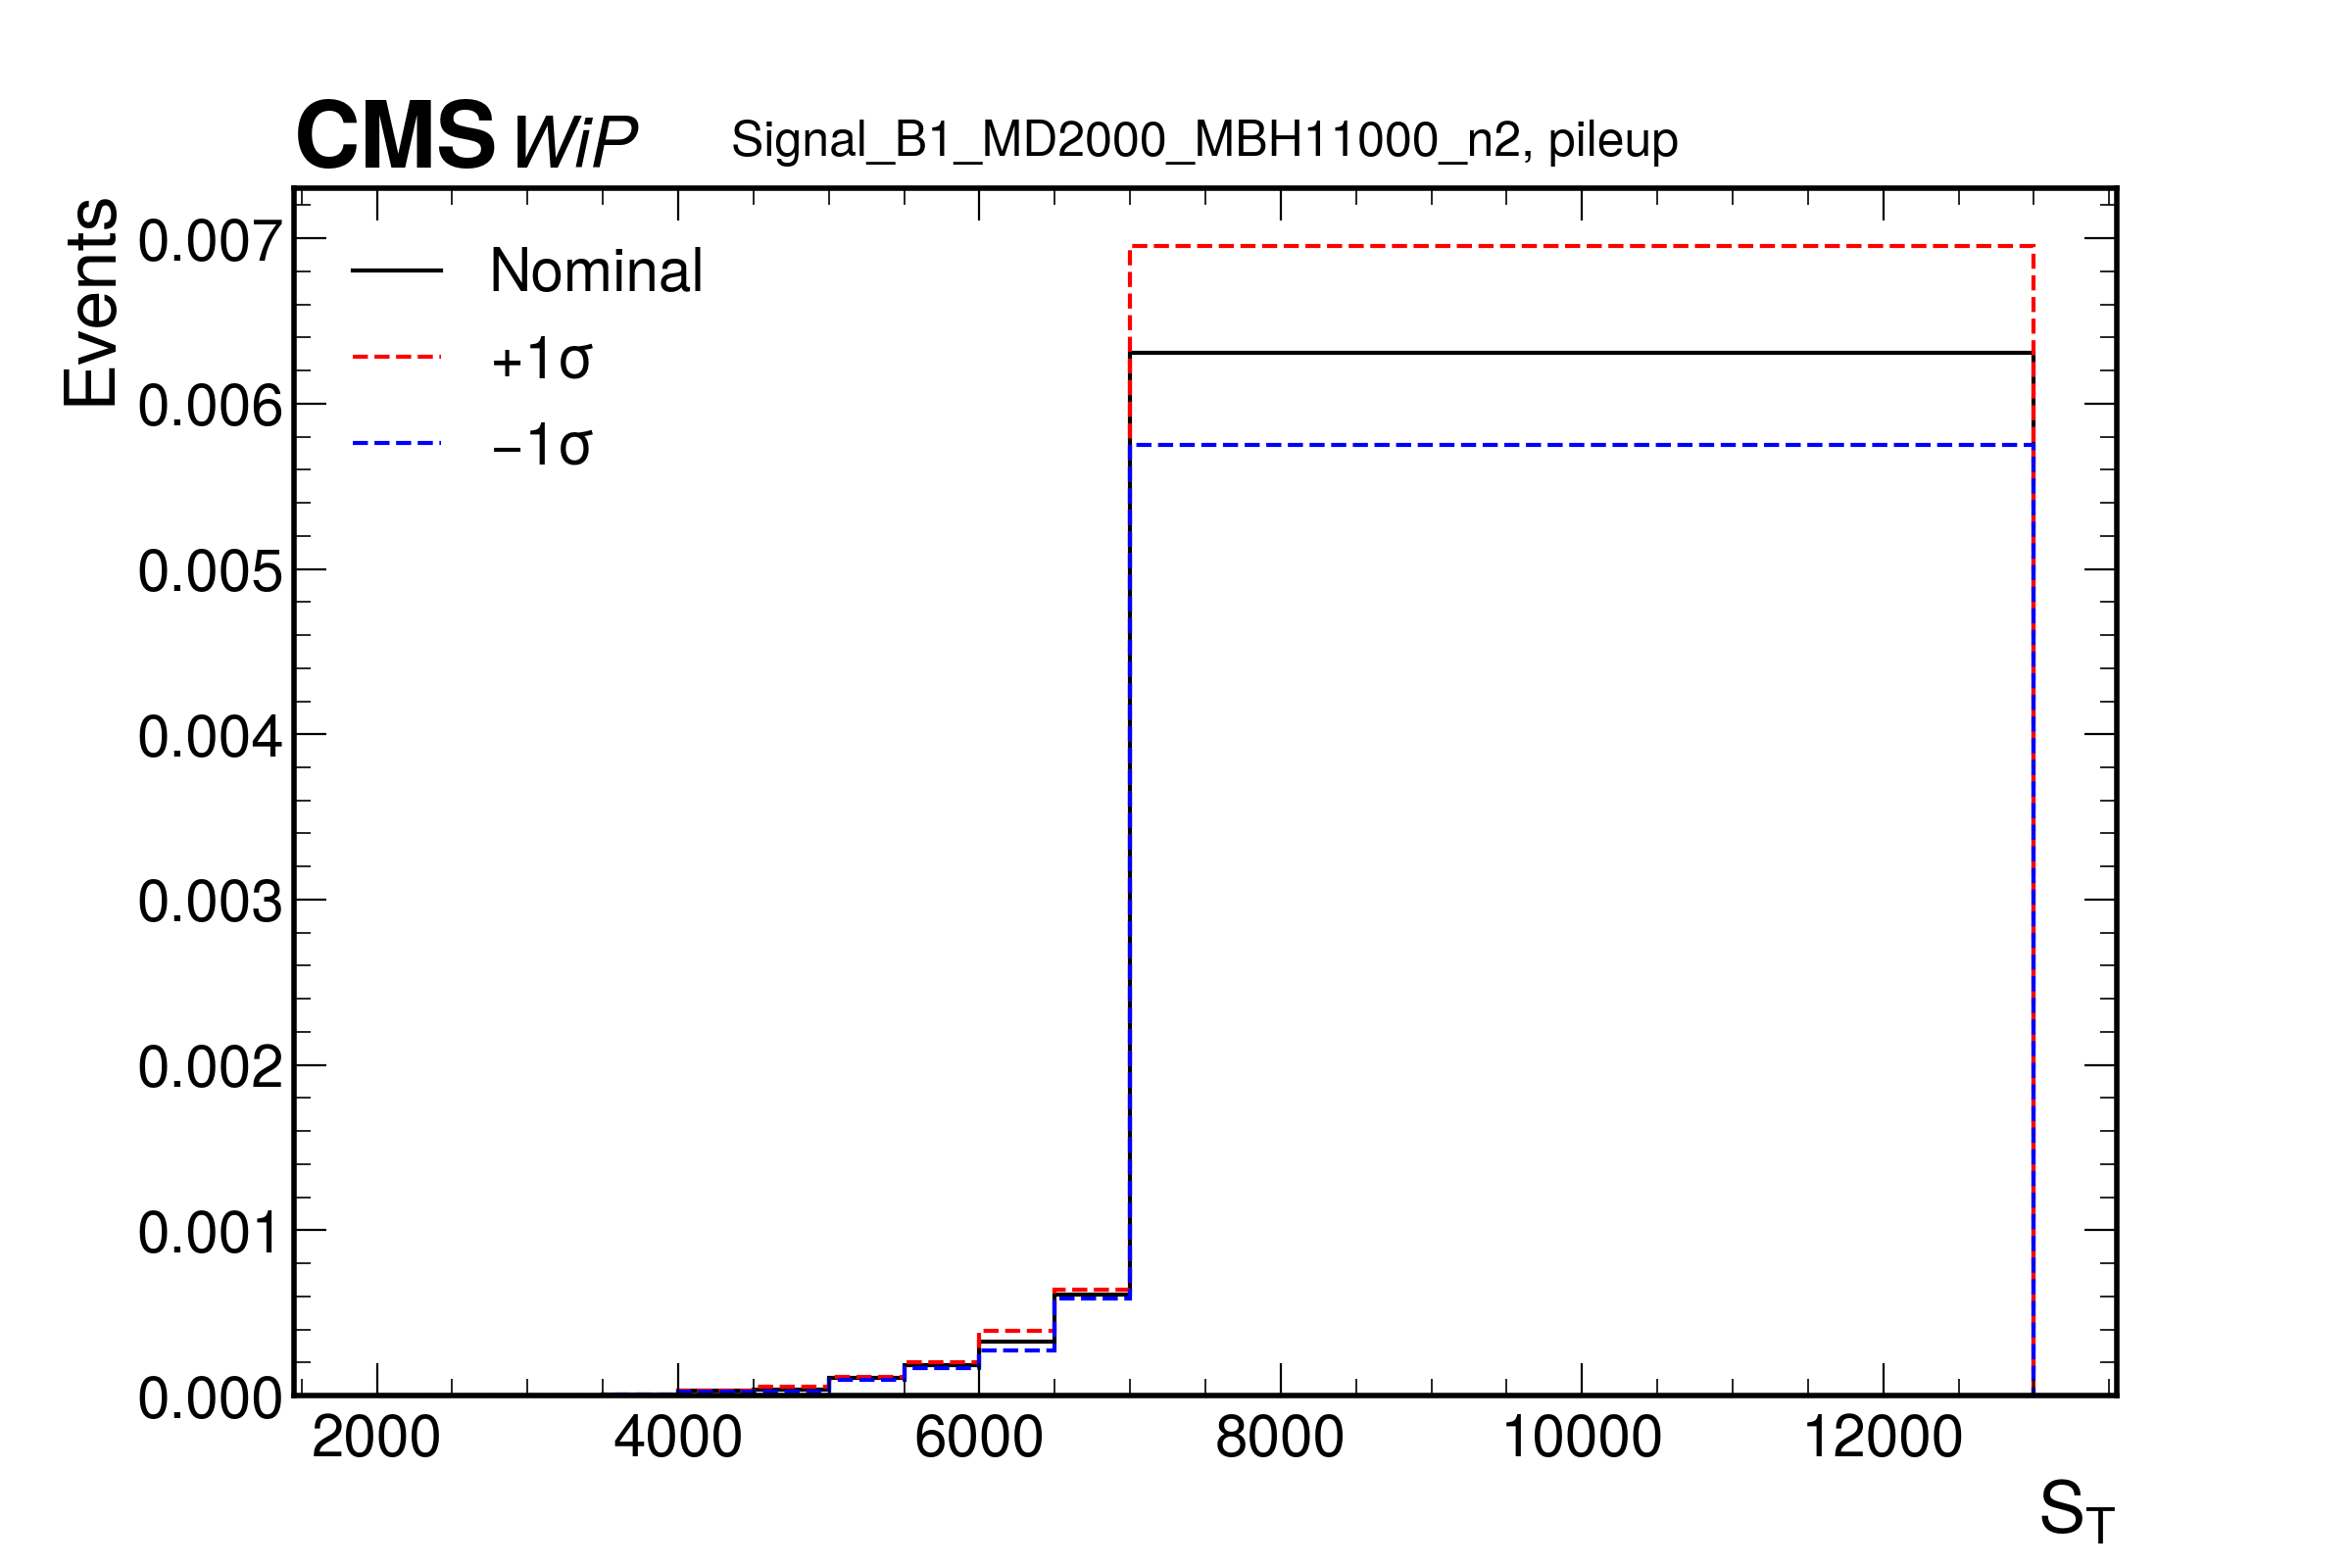 CMS WiP Signal_B1_MD2000_MBH11000_n2, pileup
Events
Nominal
+1σ
−1σ
0.007
0.006
0.005
0.004
0.003
0.002
0.001
0.000
2000 4000 6000 8000 10000 12000
S_T